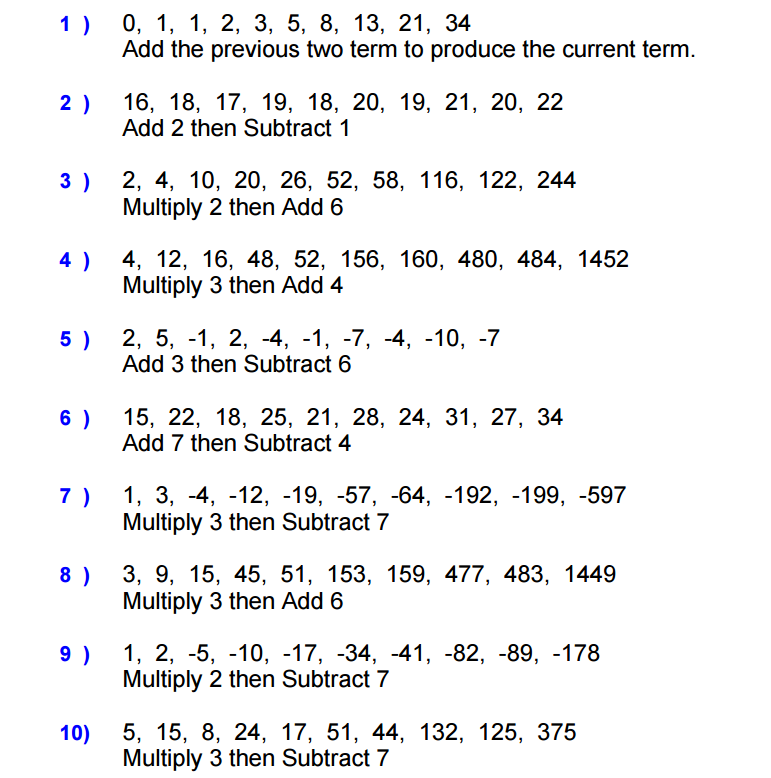 1 ) 0, 1, 1, 2, 3, 5, 8, 13, 21, 34
Add the previous two term to produce the current term.
2 ) 16, 18, 17, 19, 18, 20, 19, 21, 20, 22
Add 2 then Subtract 1
3 ) 2, 4, 10, 20, 26, 52, 58, 116, 122, 244
Multiply 2 then Add 6
4 ) 4, 12, 16, 48, 52, 156, 160, 480, 484, 1452
Multiply 3 then Add 4
5 ) 2, 5, -1, 2, -4, -1, -7, -4, -10, -7
Add 3 then Subtract 6
6 ) 15, 22, 18, 25, 21, 28, 24, 31, 27, 34
Add 7 then Subtract 4
7 ) 1, 3, -4, -12, -19, -57, -64, -192, -199, -597
Multiply 3 then Subtract 7
8 ) 3, 9, 15, 45, 51, 153, 159, 477, 483, 1449
Multiply 3 then Add 6
9 ) 1, 2, -5, -10, -17, -34, -41, -82, -89, -178
Multiply 2 then Subtract 7
10) 5, 15, 8, 24, 17, 51, 44, 132, 125, 375
Multiply 3 then Subtract 7